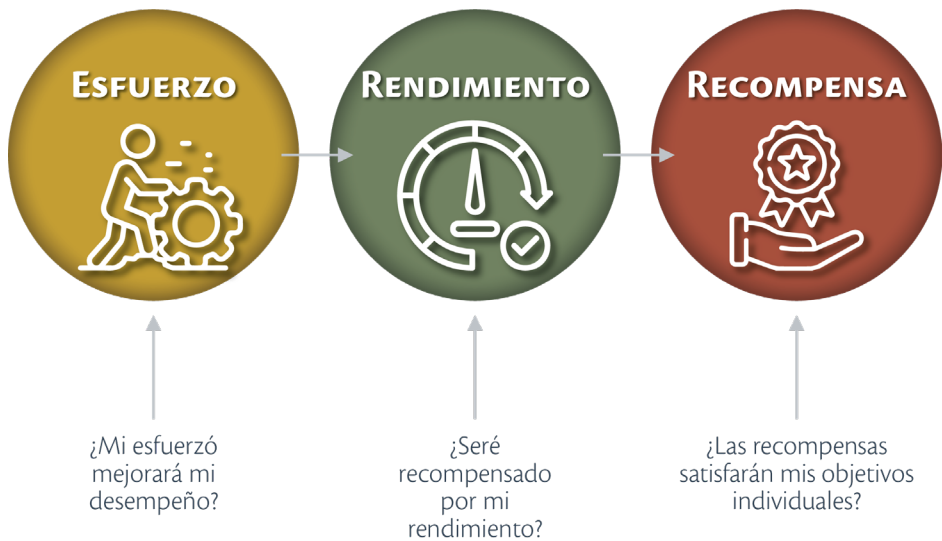 ESFUERZO
RENDIMIENTO
RECOMPENSA
¿Mi esfuerzó
mejorará mi
desempeño?
¿Seré
recompensado
por mi
rendimiento?
¿Las recompensas
satisfarán mis objetivos
individuales?